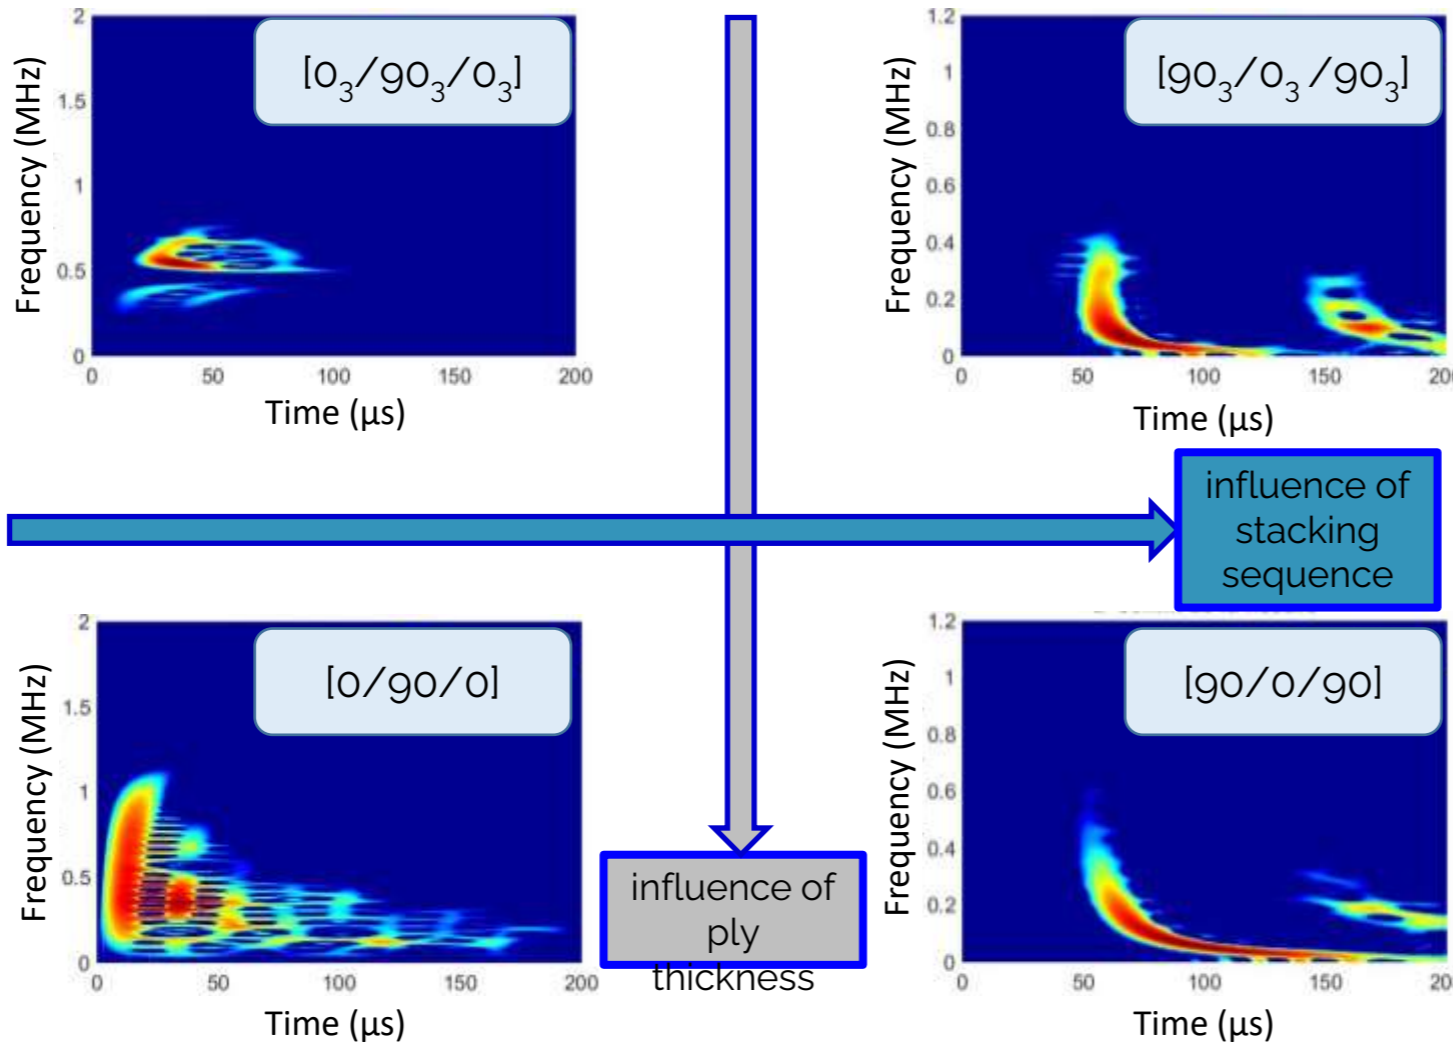 [0₃/90₃/0₃]
Frequency (MHz)
2
1.5
1
0.5
0
0 50 100 150 200
Time (µs)
[90₃/0₃ /90₃]
Frequency (MHz)
1.2
1
0.8
0.6
0.4
0.2
0
0 50 100 150 20
Time (µs)
influence of
stacking
sequence
[0/90/0]
Frequency (MHz)
2
1.5
1
0.5
0
0 50 100 150 200
Time (µs)
influence of
ply
thickness
[90/0/90]
Frequency (MHz)
1.2
1
0.8
0.6
0.4
0.2
0
0 50 100 150 20
Time (µs)